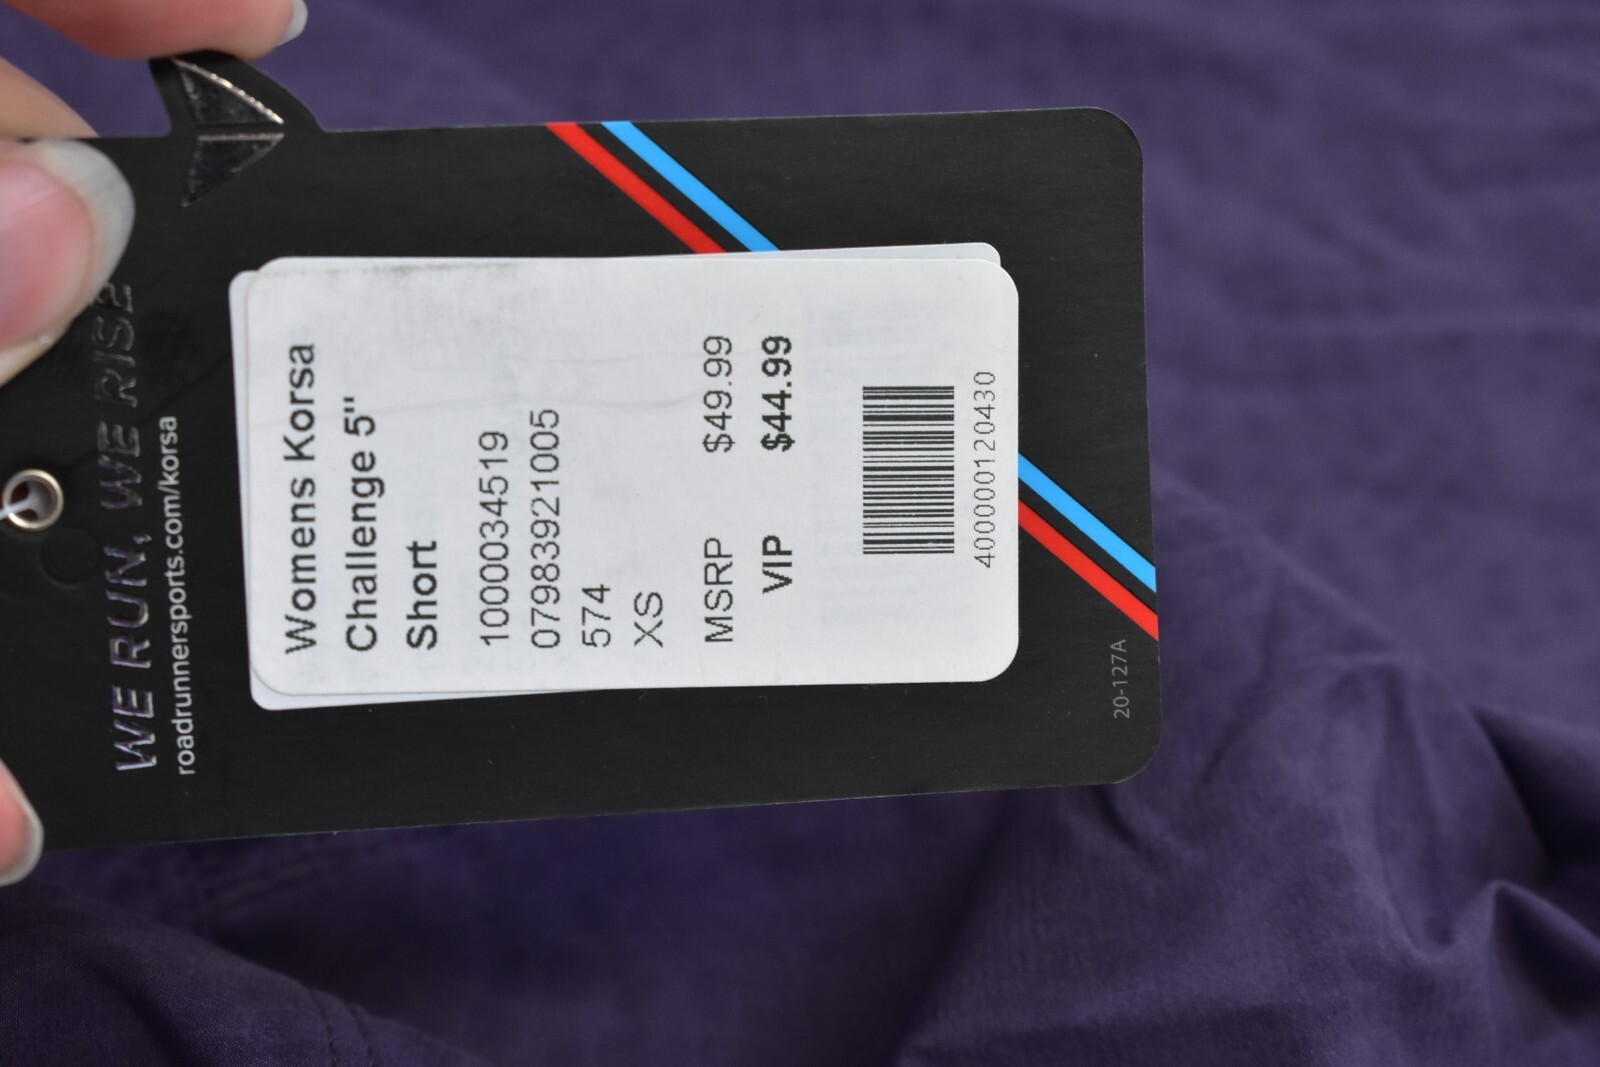 WE RUN, WE RISE
roadrunnersports.com/korsa
Womens Korsa
Challenge 5"
Short
1000034519
07983921005
574
XS
MSRP $49.99
VIP $44.99
400000120430
20-127A